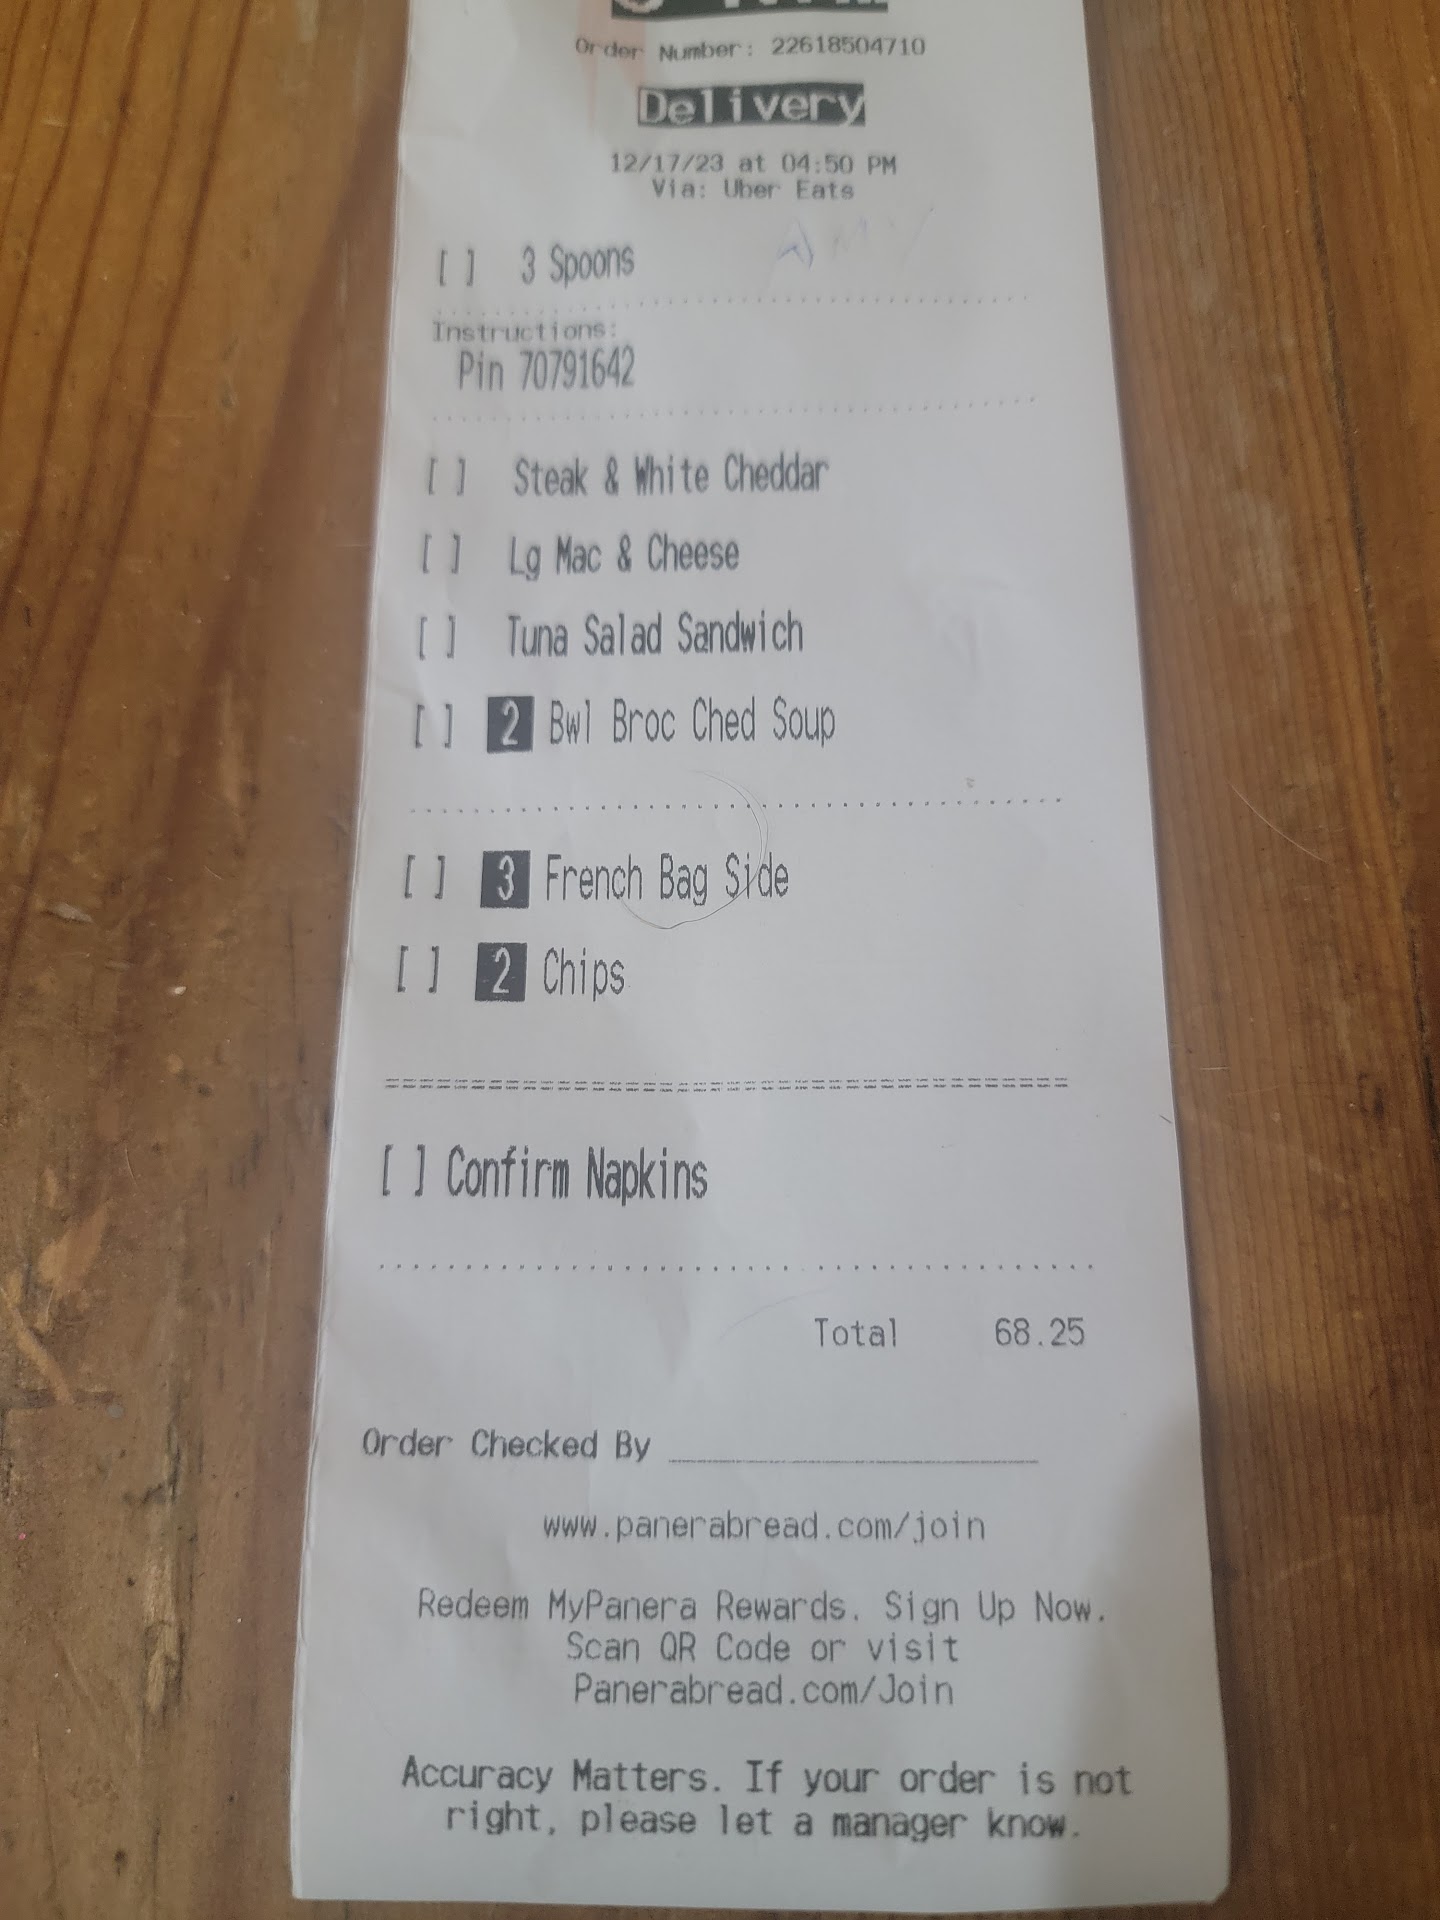 Order Number: 22618504710
Delivery
12/17/23 at 04:50 PM
Via: Uber Eats
AMY
[ ] 3 Spoons
Instructions:
Pin 70791642
[ ] Steak & White Cheddar
[ ] Lg Mac & Cheese
[ ] Tuna Salad Sandwich
[ ] 2 Bwl Broc Ched Soup
[ ] 3 French Bag Side
[ ] 2 Chips
[ ] Confirm Napkins
Total 68.25
Order Checked By
www.panerabread.com/join
Redeem MyPanera Rewards. Sign Up Now.
Scan QR Code or visit
Panerabread.com/Join
Accuracy Matters. If your order is not
right, please let a manager know.